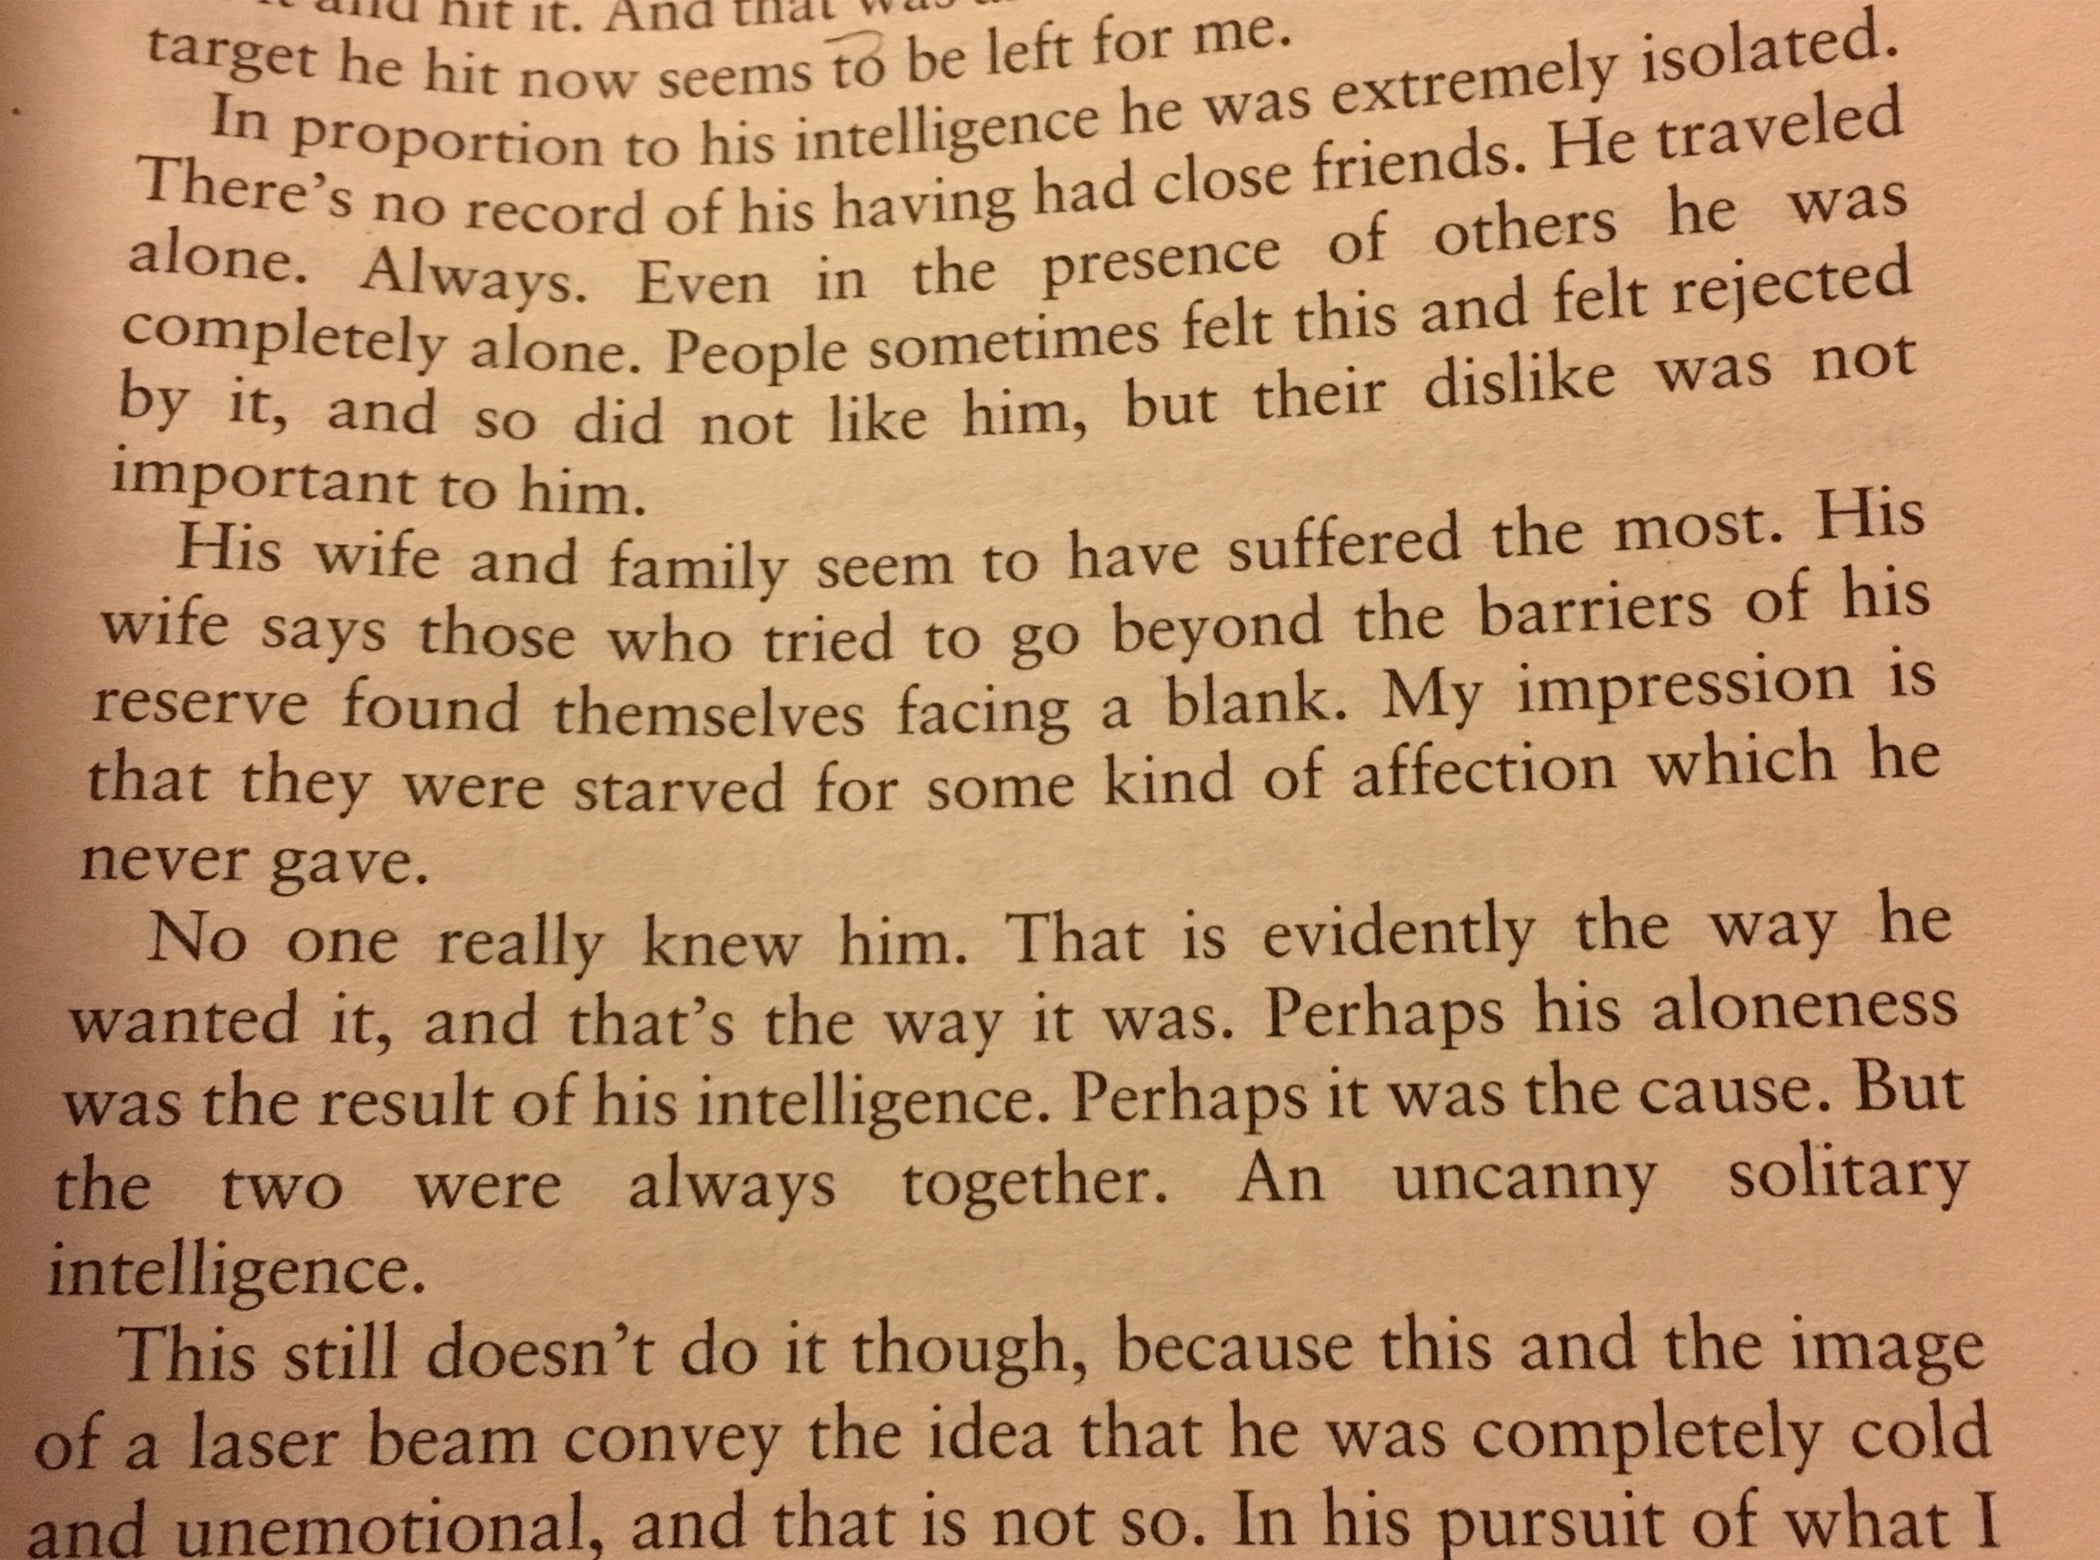 and hit it. And that was
target he hit now seems to be left for me.
In proportion to his intelligence he was extremely isolated.
There's no record of his having had close friends. He traveled
alone. Always. Even in the presence of others he was
completely alone. People sometimes felt this and felt rejected
by it, and so did not like him, but their dislike was not
important to him.
His wife and family seem to have suffered the most. His
wife says those who tried to go beyond the barriers of his
reserve found themselves facing a blank. My impression is
that they were starved for some kind of affection which he
never gave.
No one really knew him. That is evidently the way he
wanted it, and that's the way it was. Perhaps his aloneness
was the result of his intelligence. Perhaps it was the cause. But
the two were always together. An uncanny solitary
intelligence.
This still doesn't do it though, because this and the image
of a laser beam convey the idea that he was completely cold
and unemotional, and that is not so. In his pursuit of what I